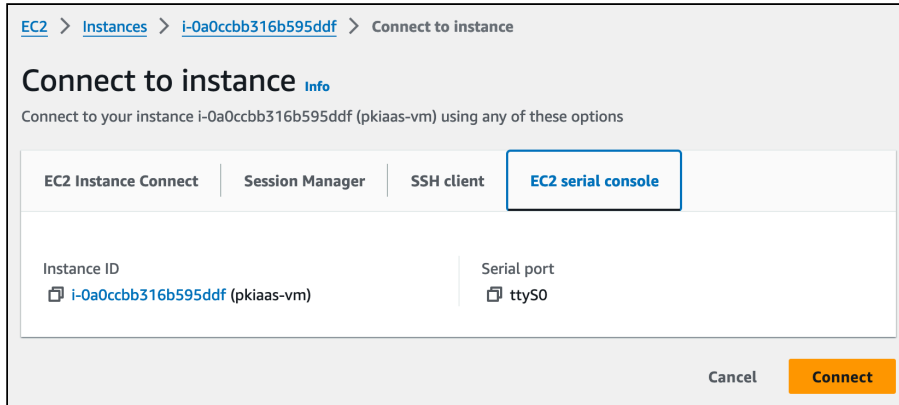 EC2 > Instances > i-0a0ccbb316b595ddf > Connect to instance
Connect to instance Info
Connect to your instance i-0a0ccbb316b595ddf (pkiaas-vm) using any of these options
EC2 Instance Connect Session Manager SSH client EC2 serial console
Instance ID Serial port
i-0a0ccbb316b595ddf (pkiaas-vm) ttyS0
Cancel Connect